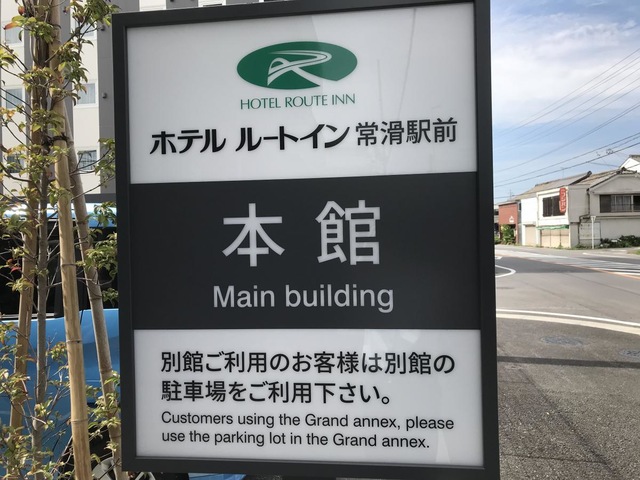 HOTEL ROUTE INN
ホテル ルートイン 常滑駅前
本館
Main building
別館ご利用のお客様は別館の
駐車場をご利用下さい。
Customers using the Grand annex, please
use the parking lot in the Grand annex.